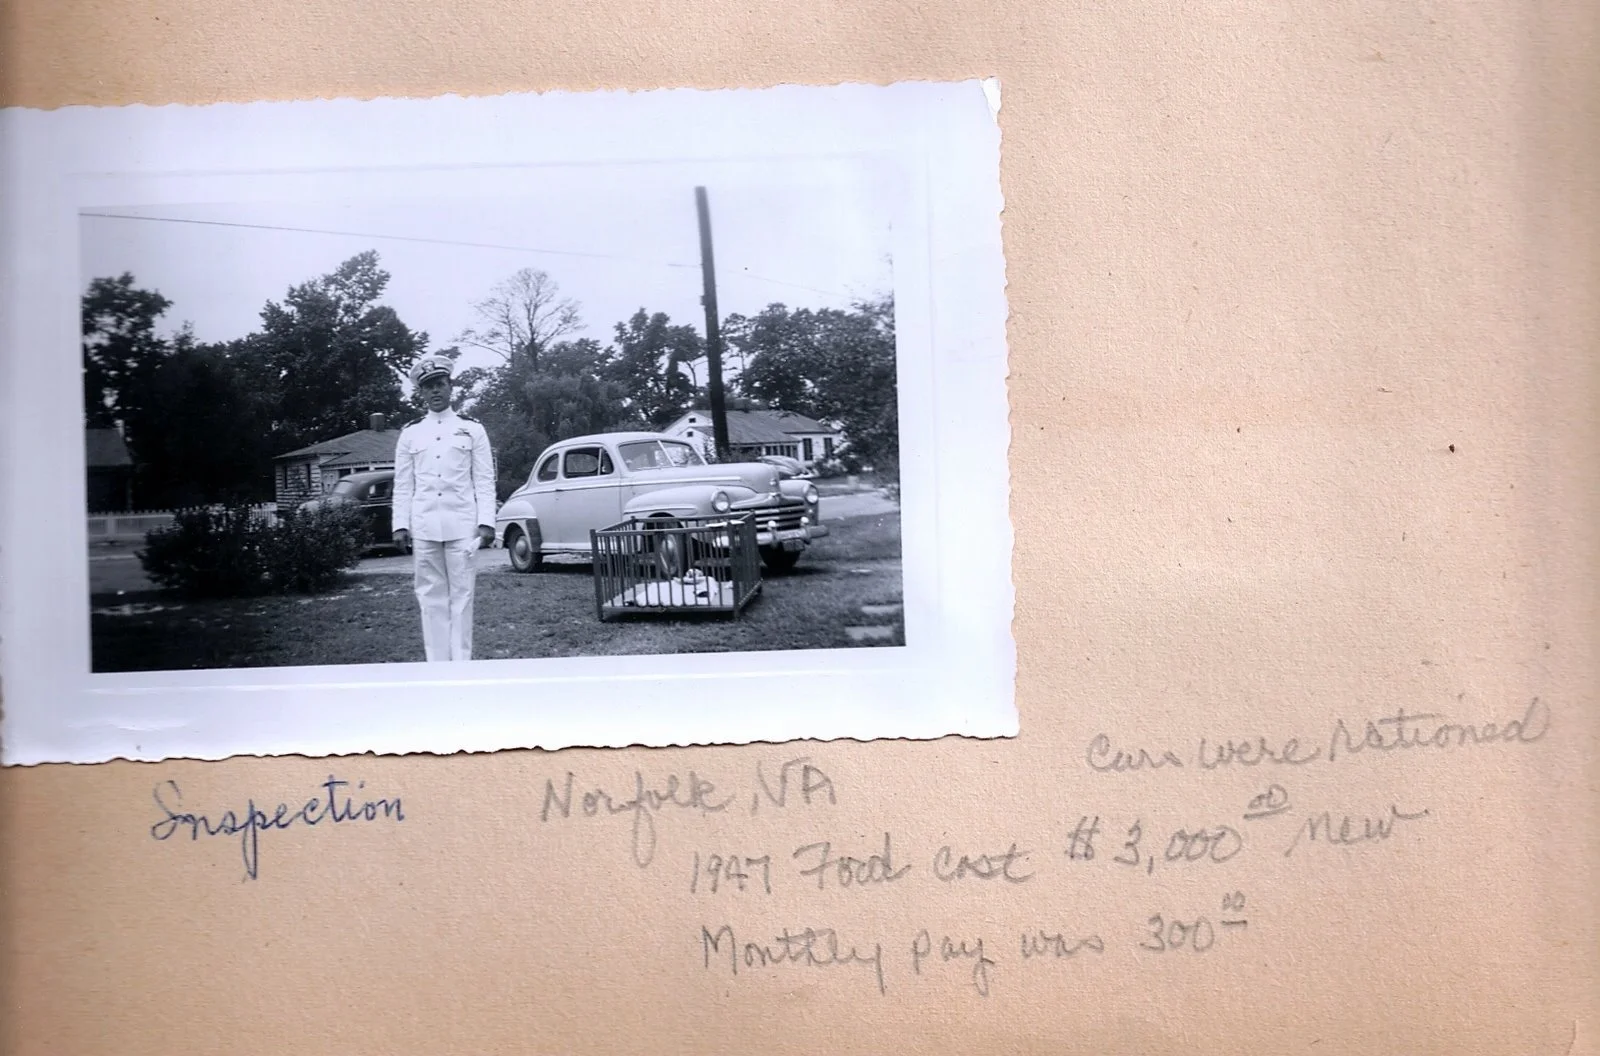 Cars were rationed
Inspection Norfolk, VA
1947 Ford cost $3,000.00 new
Monthly pay was 300.00